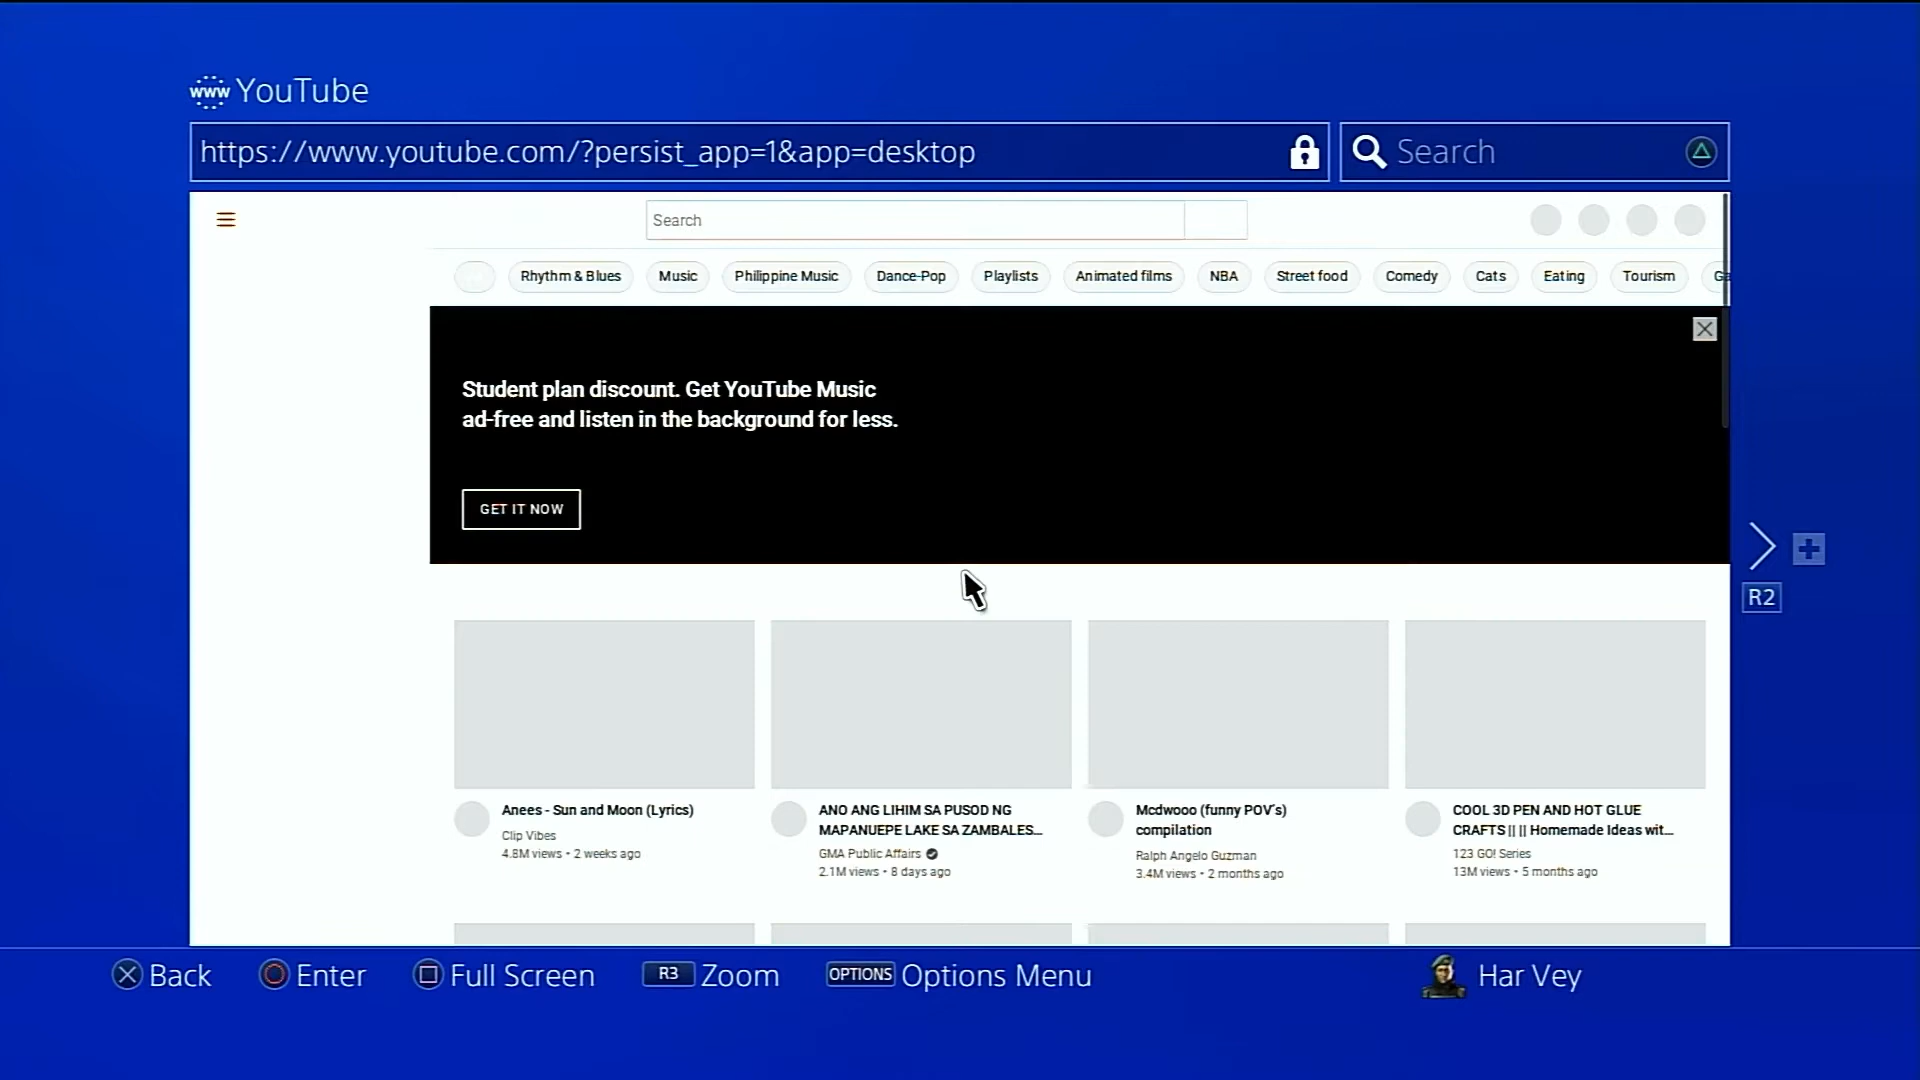 www YouTube
https://www.youtube.com/?persist_app=1&app=desktop
Search
Search
Rhythm & Blues
Music
Philippine Music
Dance-Pop
Playlists
Animated films
NBA
Street food
Comedy
Cats
Eating
Tourism
Student plan discount. Get YouTube Music
ad-free and listen in the background for less.
GET IT NOW
R2
Anees - Sun and Moon (Lyrics)
Clip Vibes
4.8M views • 2 weeks ago
ANO ANG LIHIM SA PUSOD NG
MAPANUEPE LAKE SA ZAMBALES...
GMA Public Affairs
2.1M views • 8 days ago
Mcdwooo (funny POV's)
compilation
Ralph Angelo Guzman
3.4M views • 2 months ago
COOL 3D PEN AND HOT GLUE
CRAFTS || || Homemade Ideas wit...
123 GO! Series
13M views • 5 months ago
Back
Enter
Full Screen
R3 Zoom
OPTIONS Options Menu
Har Vey